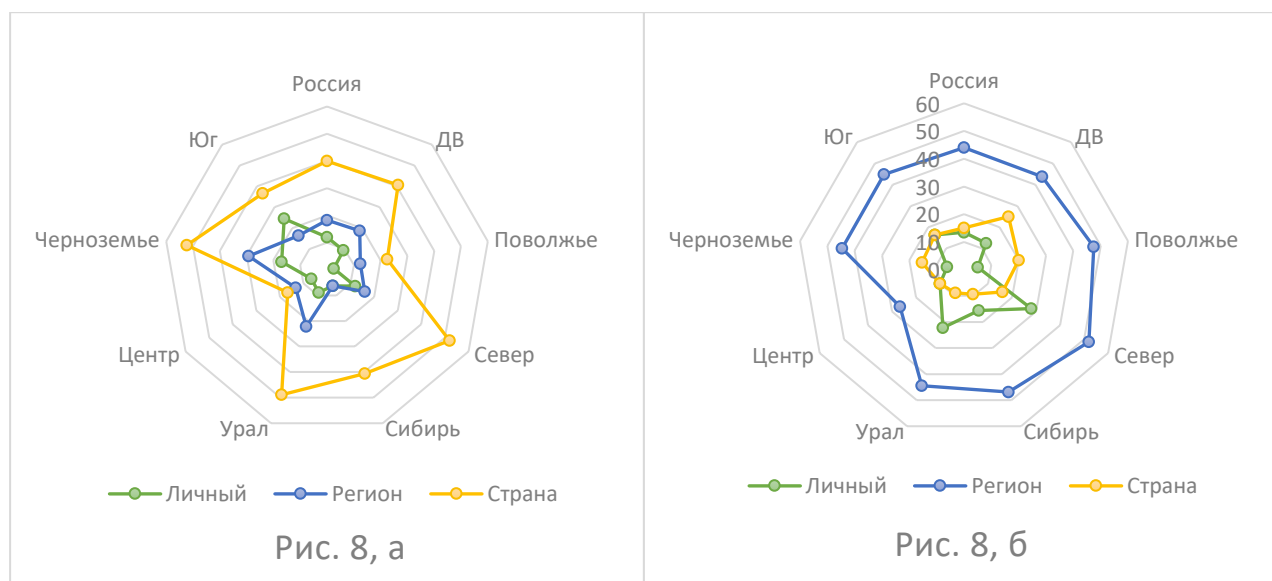 Россия
ДВ
Поволжье
Север
Сибирь
Урал
Центр
Черноземье
Юг
Личный Регион Страна
Рис. 8, а
Россия
ДВ
Поволжье
Север
Сибирь
Урал
Центр
Черноземье
Юг
60
50
40
30
20
10
0
Личный Регион Страна
Рис. 8, б